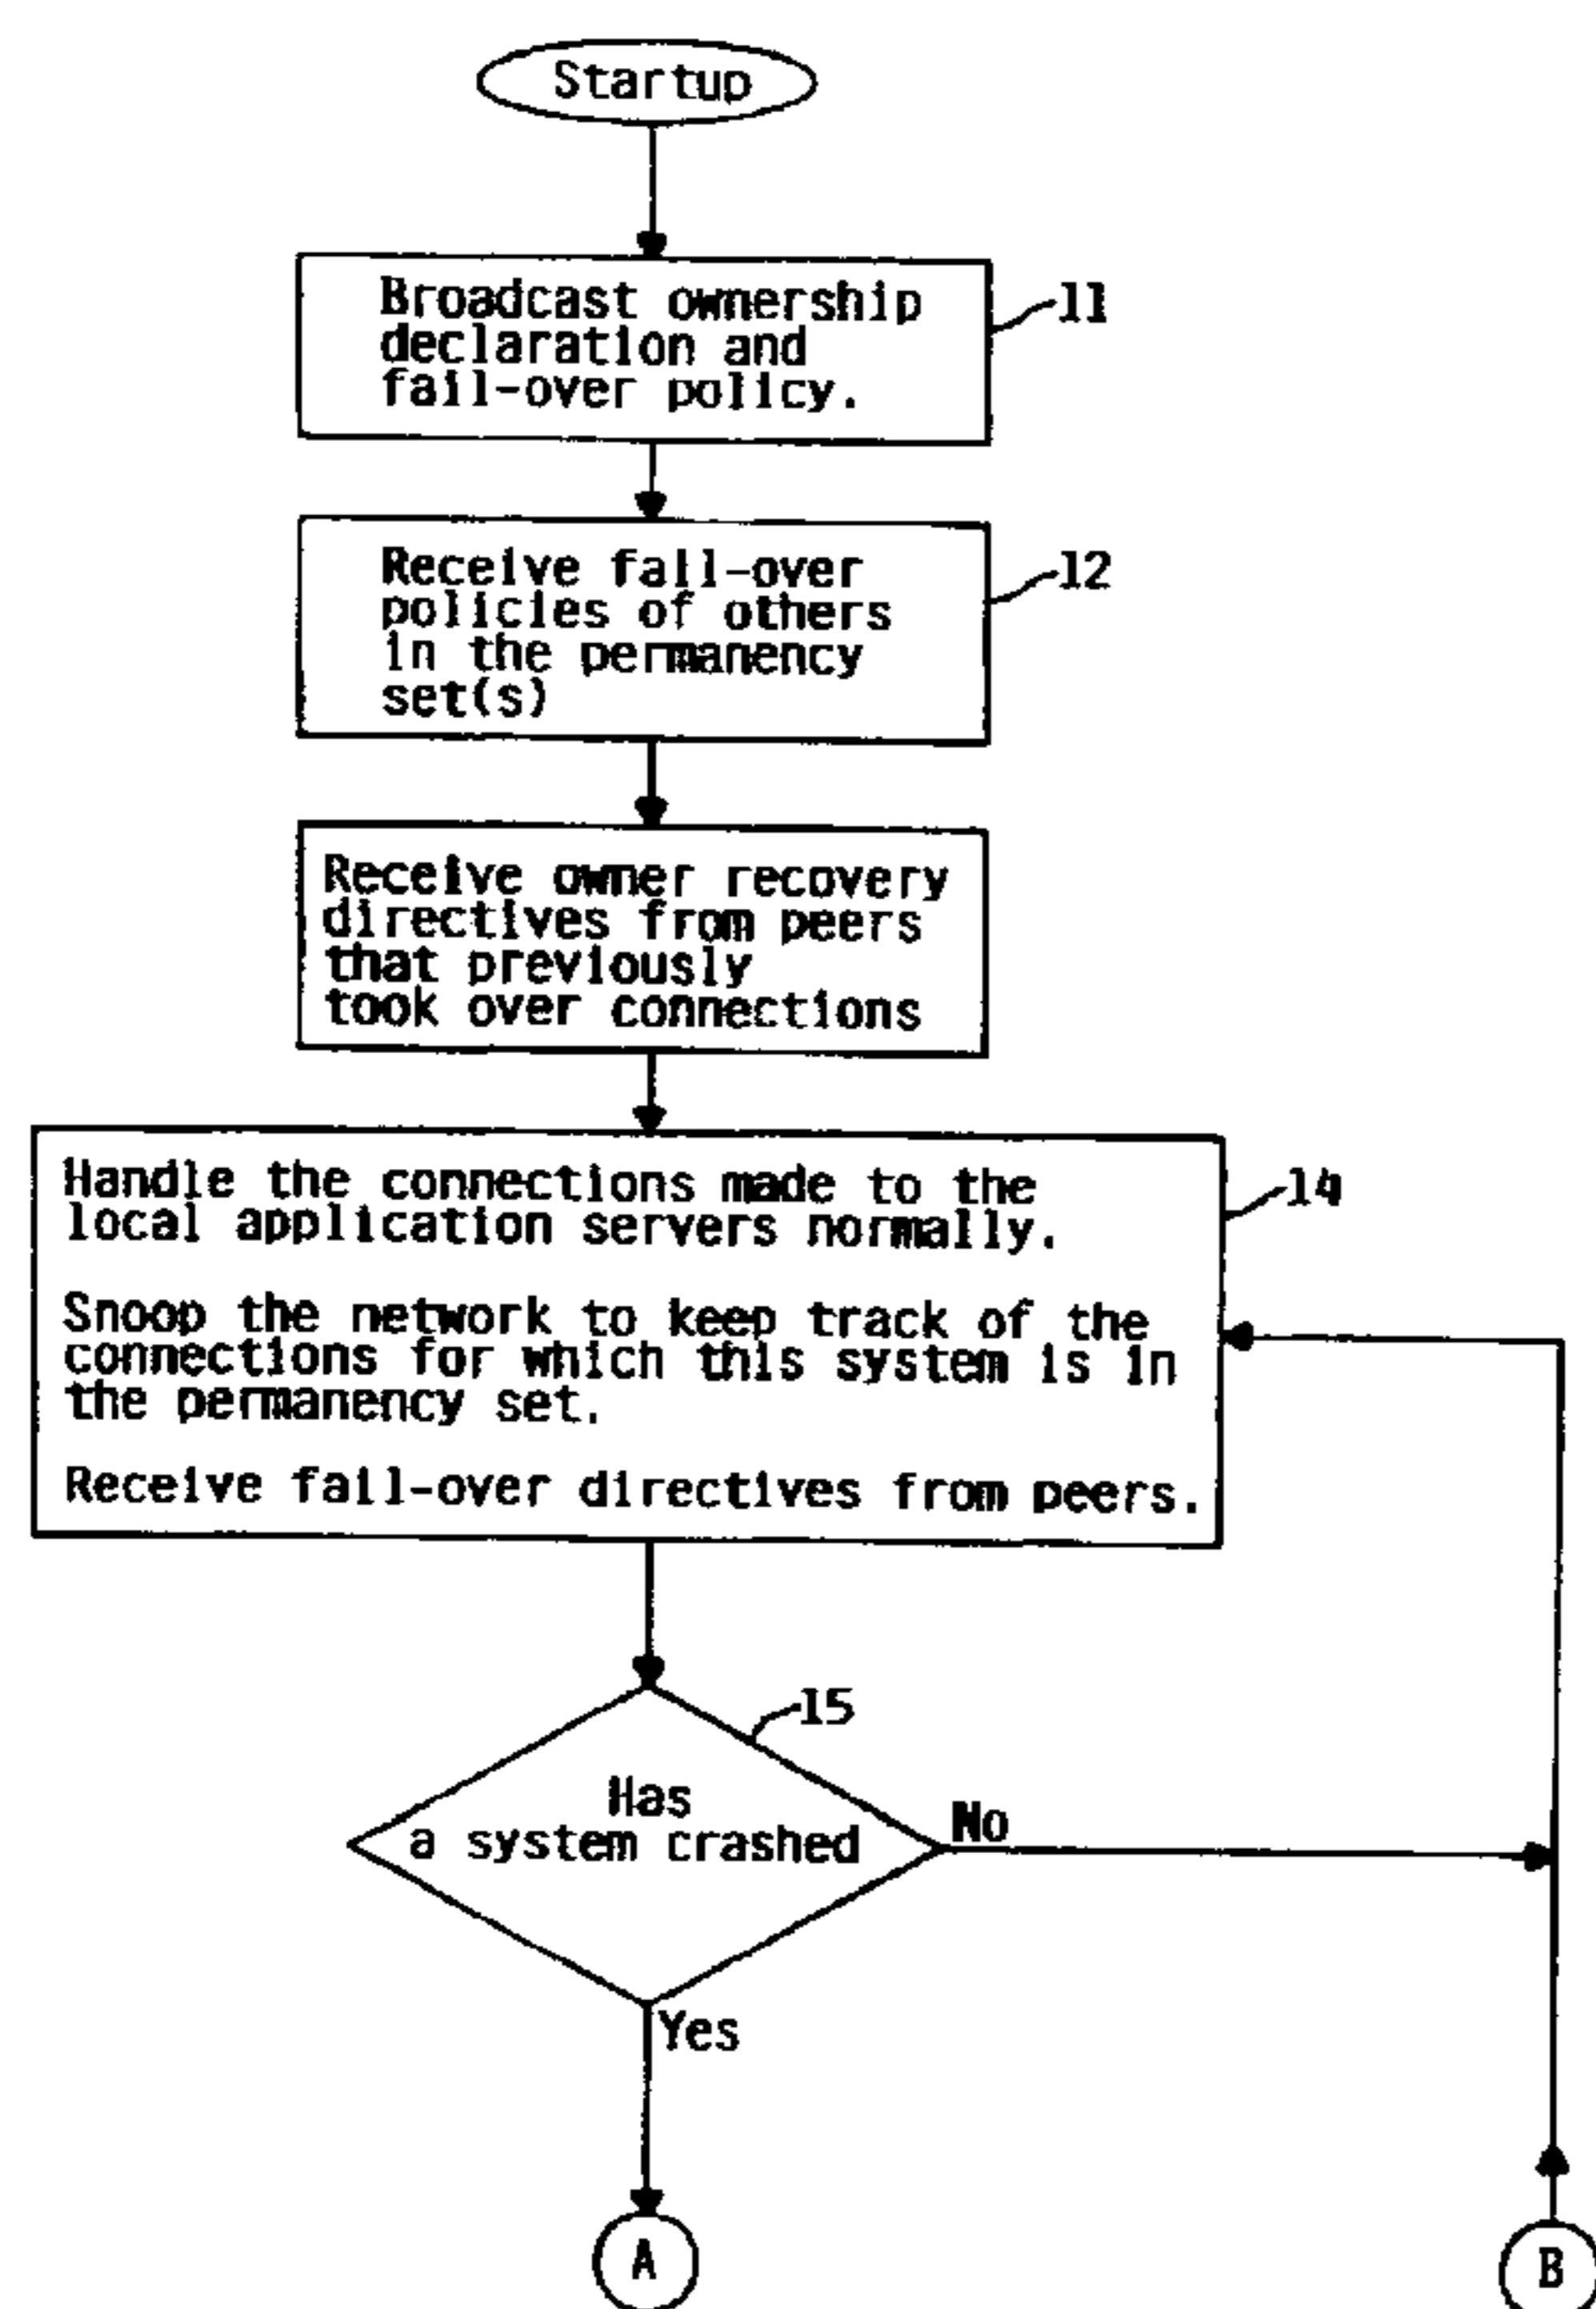 Startup
Broadcast ownership
declaration and
fail-over policy.
11
Receive fail-over
policies of others
in the permanency
set(s)
12
Receive owner recovery
directives from peers
that previously
took over connections
Handle the connections made to the
local application servers normally.
14
Snoop the network to keep track of the
connections for which this system is in
the permanency set.
Receive fail-over directives from peers.
15
Has
a system crashed
No
Yes
A
B